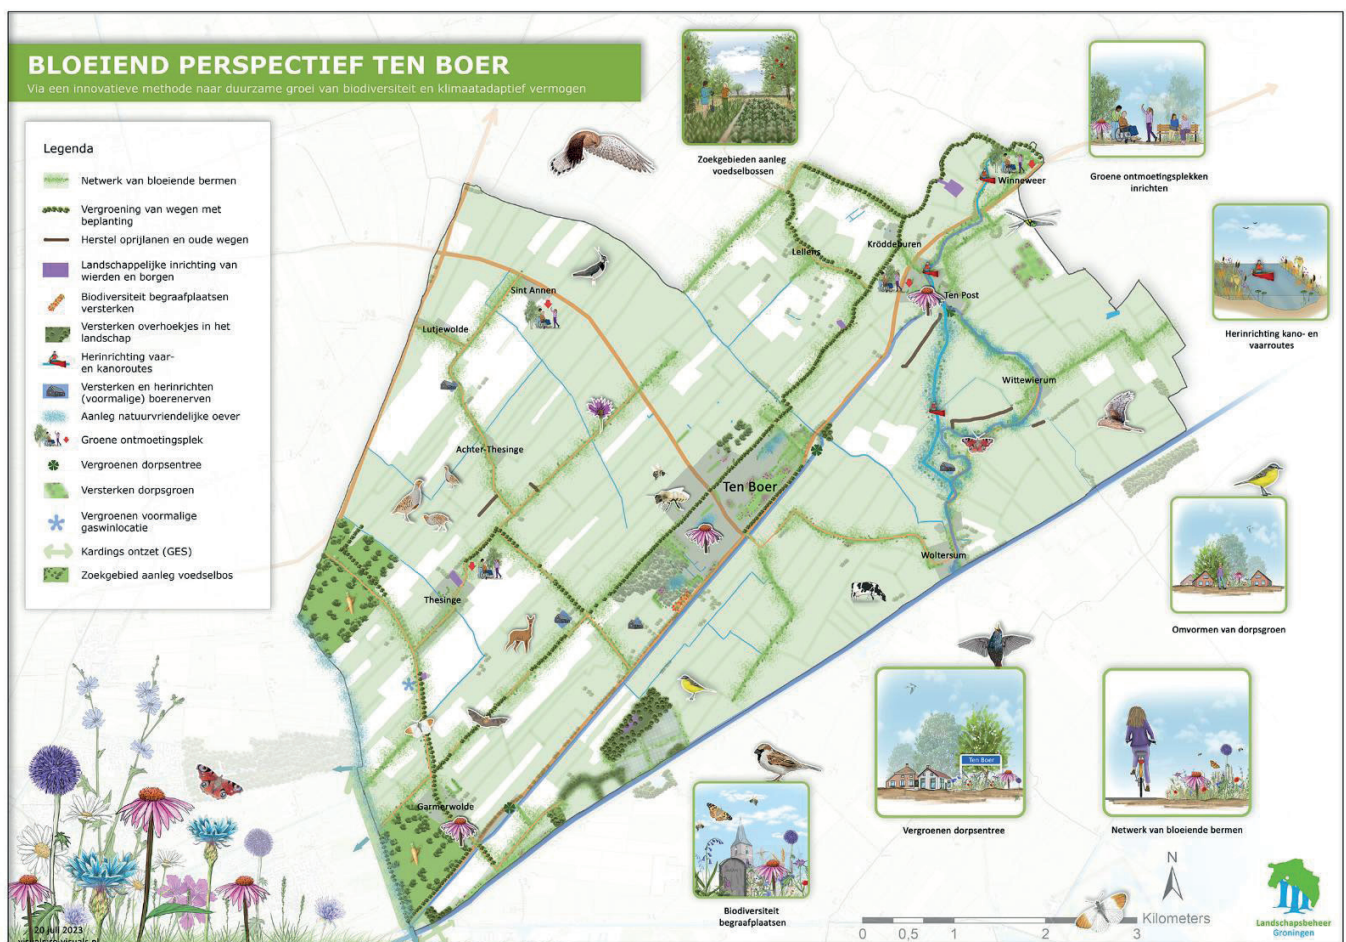 BLOEIEND PERSPECTIEF TEN BOER
Via een innovatieve methode naar duurzame groei van biodiversiteit en klimaatadaptief vermogen
Legenda
Netwerk van bloeiende bermen
Vergroening van wegen met
beplanting
Herstel oprijlanen en oude wegen
Landschappelijke inrichting van
wierden en borgen
Biodiversiteit begraafplaatsen
versterken
Versterken overhoekjes in het
landschap
Herinrichting vaar-
en kanoroutes
Versterken en herinrichten
(voormalige) boerenerven
Aanleg natuurvriendelijke oever
Groene ontmoetingsplek
Vergroenen dorpsentree
Versterken dorpsgroen
Vergroenen voormalige
gaswinlocatie
Kardings ontzet (GES)
Zoekgebied aanleg voedselbos
Zoekgebieden aanleg
voedselbossen
Groene ontmoetingsplekken
inrichten
Herinrichting kano- en
vaarroutes
Omvormen van dorpsgroen
Netwerk van bloeiende bermen
Ten Boer
Vergroenen dorpsentree
Biodiversiteit
begraafplaatsen
Winneweer
Kröddeburen
Lellens
Ten Post
Sint Annen
Lutjewolde
Wittewierum
Achter-Thesinge
Ten Boer
Woltersum
Thesinge
Garmerwolde
20 juli 2023
N
Kilometers
0 0,5 1 2 3
Landschapsbeheer
Groningen